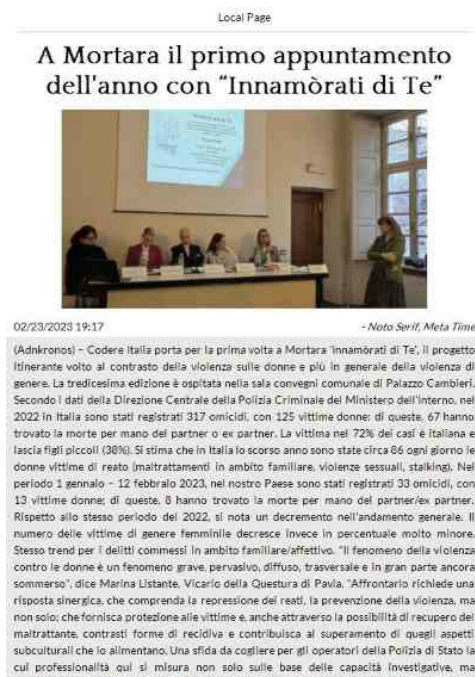 Local Page
A Mortara il primo appuntamento
dell'anno con “Innamòrati di Te”
02/23/2023 19:17
- Noto Serif, Meta Time
(Adnkronos) – Codere Italia porta per la prima volta a Mortara 'Innamòrati di Te', il progetto
itinerante volto al contrasto della violenza sulle donne e più in generale della violenza di
genere. La tredicesima edizione è ospitata nella sala convegni comunale di Palazzo Cambieri.
Secondo i dati della Direzione Centrale della Polizia Criminale del Ministero dell'Interno, nel
2022 in Italia sono stati registrati 317 omicidi, con 125 vittime donne: di queste, 67 hanno
trovato la morte per mano del partner o ex partner. La vittima nel 72% dei casi è italiana e
lascia figli piccoli (38%). Si stima che in Italia lo scorso anno sono state circa 86 ogni giorno le
donne vittime di reato (maltrattamenti in ambito familiare, violenze sessuali, stalking). Nel
periodo 1 gennaio – 12 febbraio 2023, nel nostro Paese sono stati registrati 33 omicidi, con
13 vittime donne; di queste, 8 hanno trovato la morte per mano del partner/ex partner.
Rispetto allo stesso periodo del 2022, si nota un decremento nell'andamento generale. Il
numero delle vittime di genere femminile decresce invece in percentuale molto minore.
Stesso trend per i delitti commessi in ambito familiare/affettivo. "Il fenomeno della violenza
contro le donne è un fenomeno grave, pervasivo, diffuso, trasversale e in gran parte ancora
sommerso", dice Marina Listante, Vicario della Questura di Pavia. "Affrontarlo richiede una
risposta sinergica, che comprenda la repressione dei reati, la prevenzione della violenza, ma
non solo; che fornisca protezione alle vittime e, anche attraverso la possibilità di recupero del
maltrattante, contrasti forme di recidiva e contribuisca al superamento di quegli aspetti
subculturali che lo alimentano. Una sfida da cogliere per gli operatori della Polizia di Stato la
cui professionalità qui si misura non solo sulle base delle capacità investigative, ma